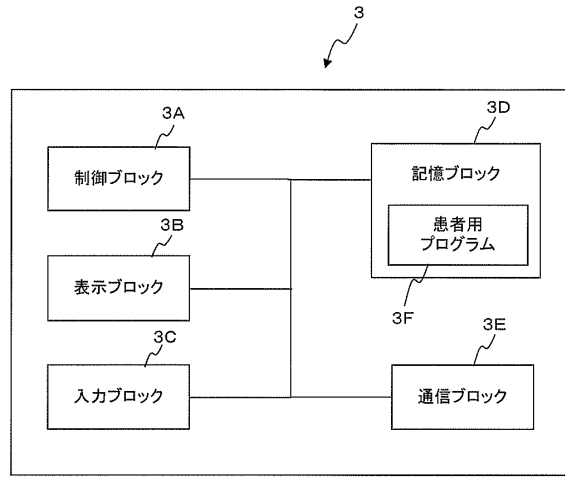 3
3A
制御ブロック
3D
記憶ブロック
患者用
プログラム
3F
3B
表示ブロック
3C
入力ブロック
3E
通信ブロック